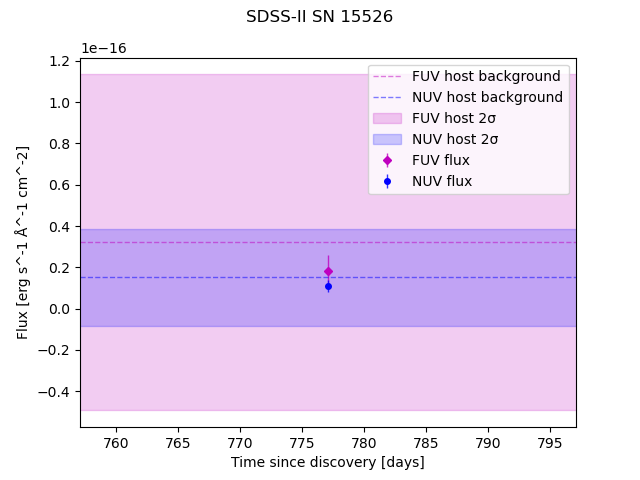 SDSS-II SN 15526
1e−16
1.2
1.0
0.8
0.6
0.4
0.2
0.0
−0.2
−0.4
Flux [erg s^-1 Å^-1 cm^-2]
FUV host background
NUV host background
FUV host 2σ
NUV host 2σ
FUV flux
NUV flux
760 765 770 775 780 785 790 795
Time since discovery [days]